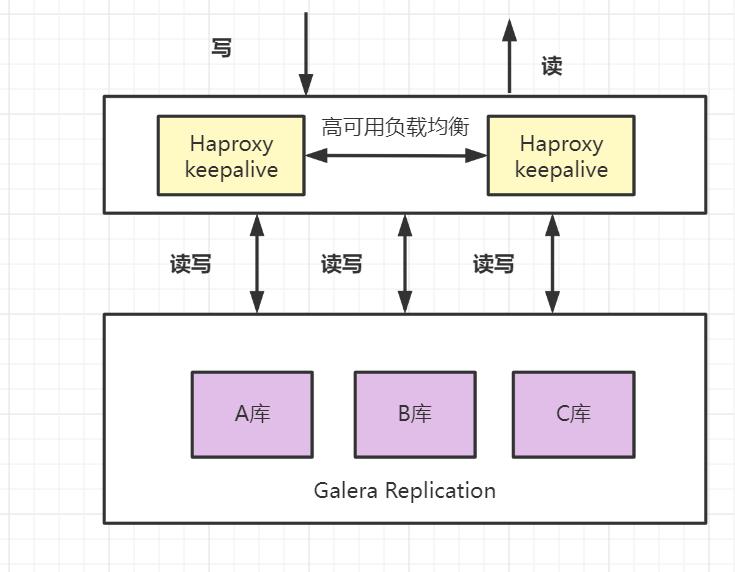 写
读
高可用负载均衡
Haproxy
keepalive
Haproxy
keepalive
读写
读写
读写
A库
B库
C库
Galera Replication